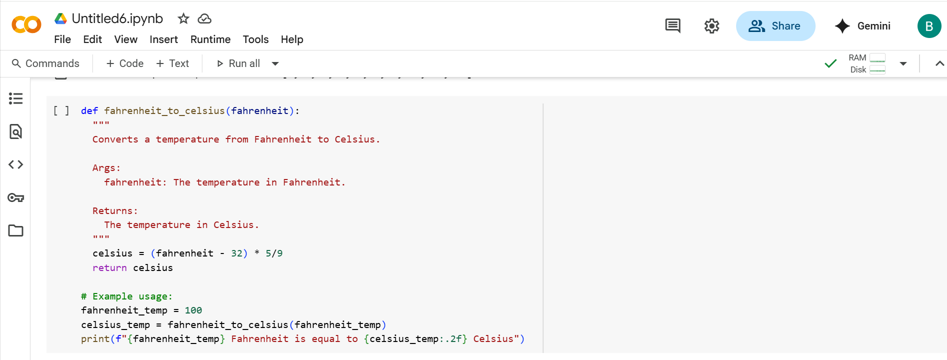 Untitled6.ipynb
File Edit View Insert Runtime Tools Help
Share
Gemini
B
Commands + Code + Text Run all
RAM
Disk
[ ] def fahrenheit_to_celsius(fahrenheit):
"""
Converts a temperature from Fahrenheit to Celsius.
Args:
fahrenheit: The temperature in Fahrenheit.
Returns:
The temperature in Celsius.
"""
celsius = (fahrenheit - 32) * 5/9
return celsius
# Example usage:
fahrenheit_temp = 100
celsius_temp = fahrenheit_to_celsius(fahrenheit_temp)
print(f"{fahrenheit_temp} Fahrenheit is equal to {celsius_temp:.2f} Celsius")